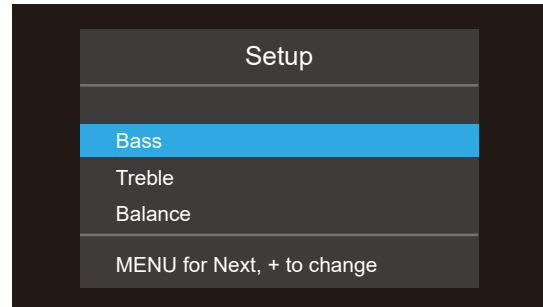 Setup
Bass
Treble
Balance
MENU for Next, + to change